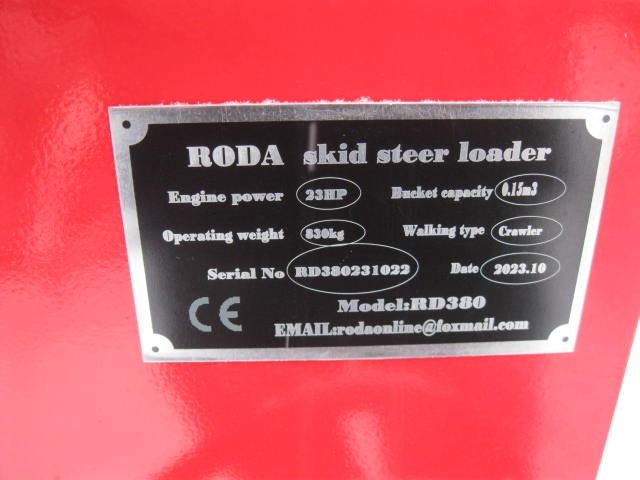 RODA skid steer loader
Engine power 23HP Bucket capacity 0.15m3
Operating weight 830kg Walking type Crawler
Serial No RD380231022 Date 2023.10
CE Model:RD380
EMAIL:rodaonline@foxmail.com